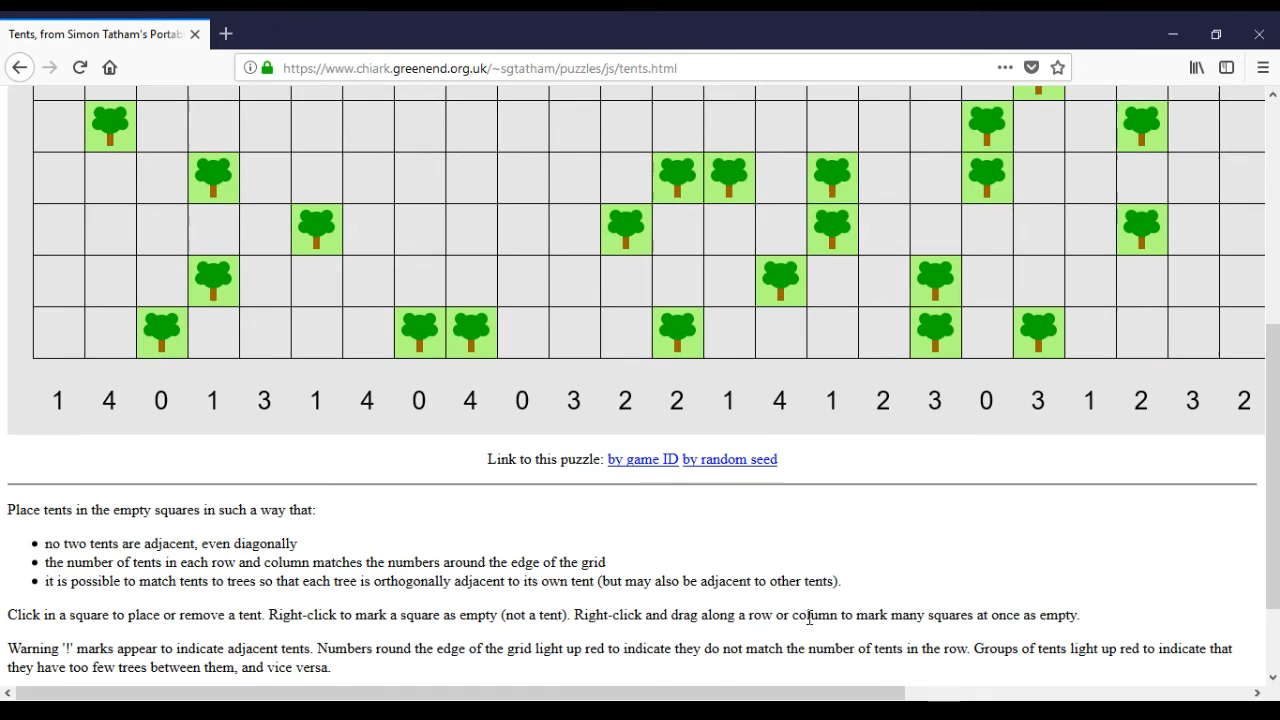 Tents, from Simon Tatham's Portab
https://www.chiark.greenend.org.uk/~sgtatham/puzzles/js/tents.html
1 4 0 1 3 1 4 0 4 0 3 2 2 1 4 1 2 3 0 3 1 2 3 2
Link to this puzzle: by game ID by random seed
Place tents in the empty squares in such a way that:
• no two tents are adjacent, even diagonally
• the number of tents in each row and column matches the numbers around the edge of the grid
• it is possible to match tents to trees so that each tree is orthogonally adjacent to its own tent (but may also be adjacent to other tents).
Click in a square to place or remove a tent. Right-click to mark a square as empty (not a tent). Right-click and drag along a row or column to mark many squares at once as empty.
Warning '!' marks appear to indicate adjacent tents. Numbers round the edge of the grid light up red to indicate they do not match the number of tents in the row. Groups of tents light up red to indicate that
they have too few trees between them, and vice versa.